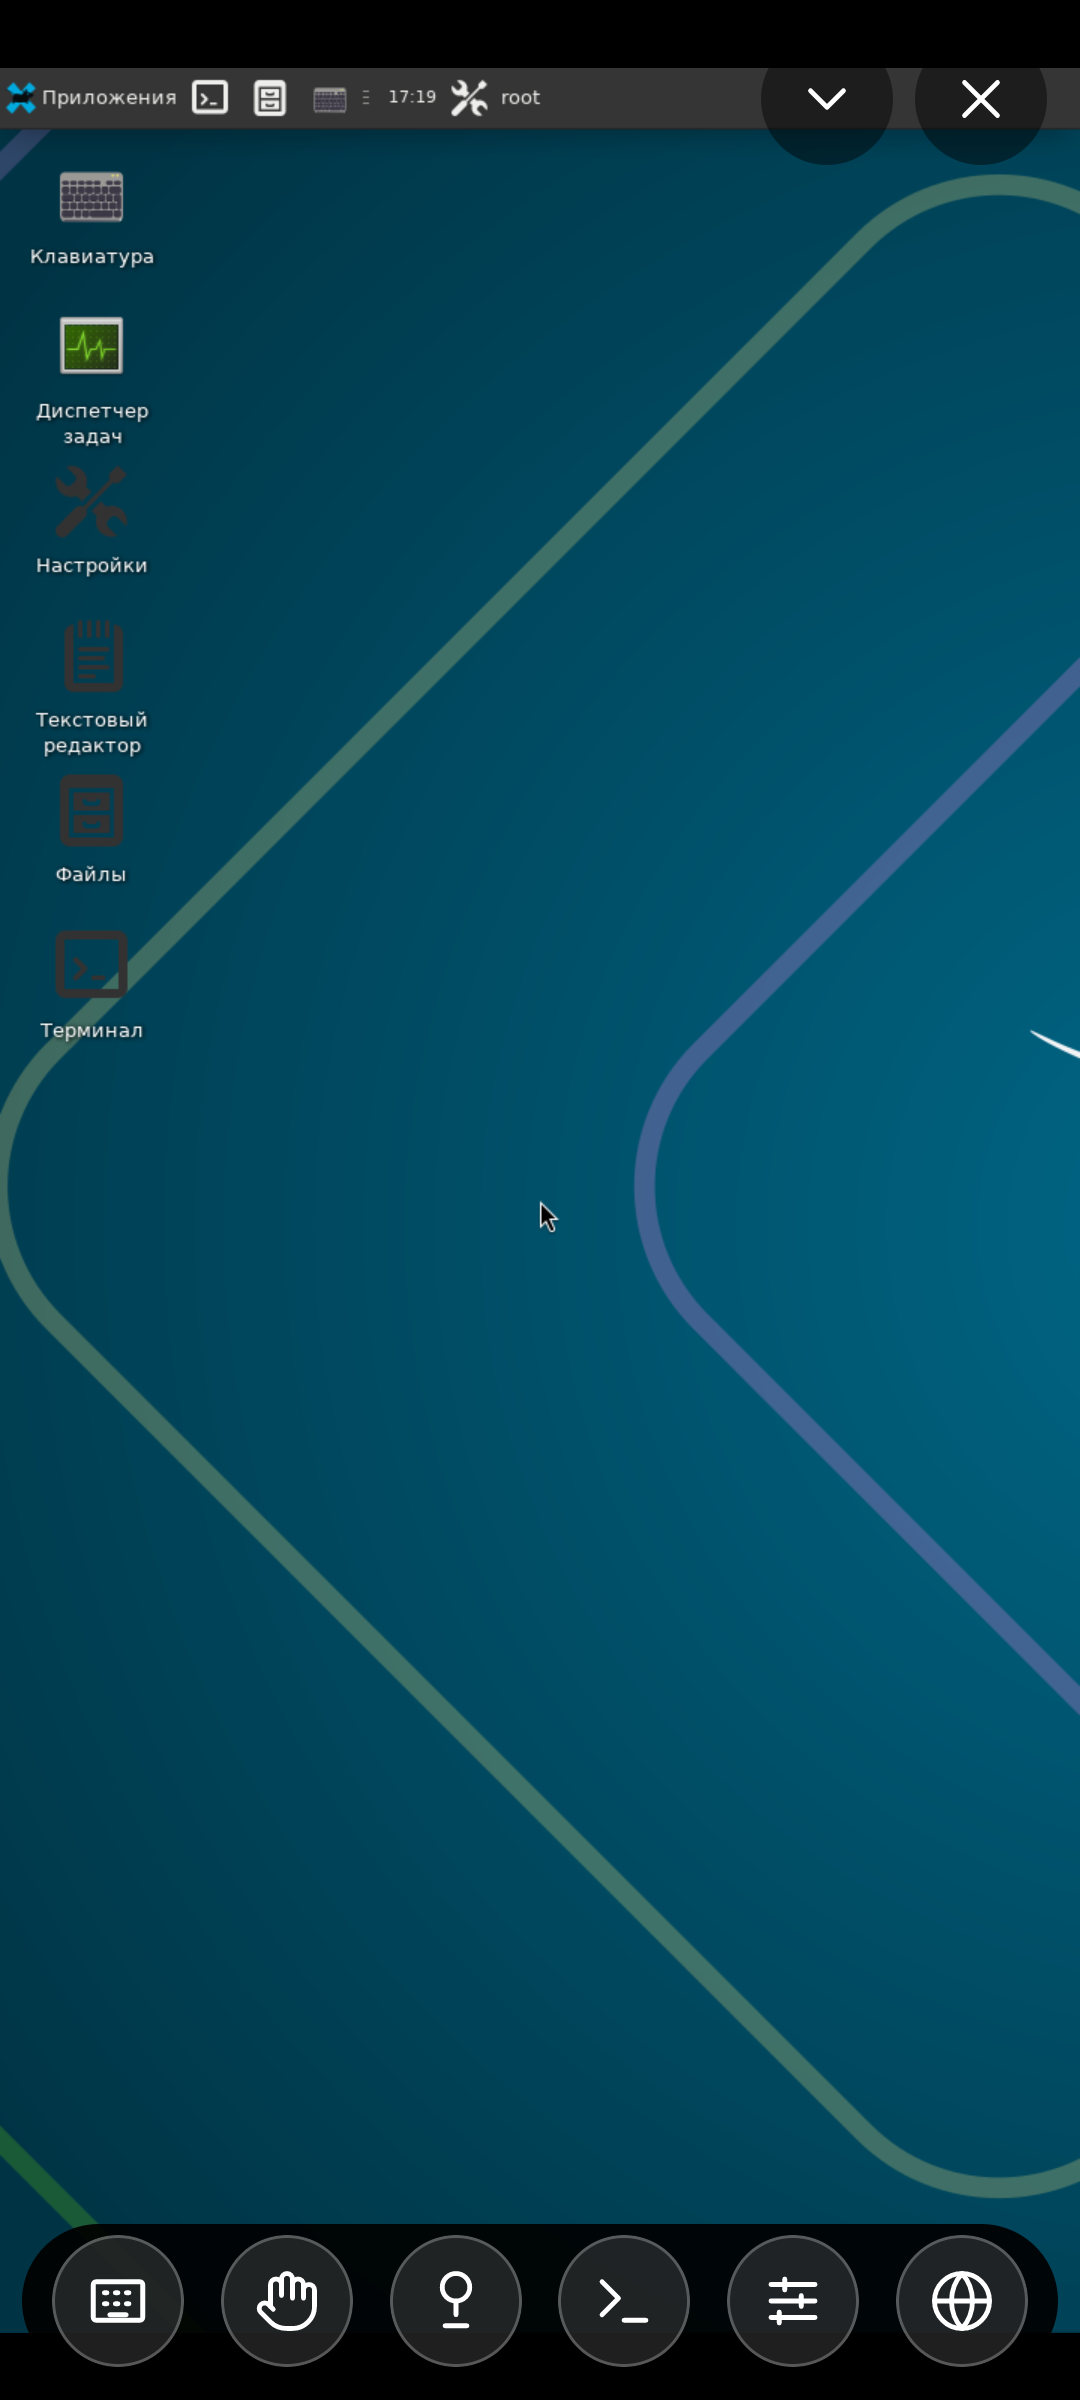 Приложения 17:19 root
Клавиатура
Диспетчер
задач
Настройки
Текстовый
редактор
Файлы
Терминал